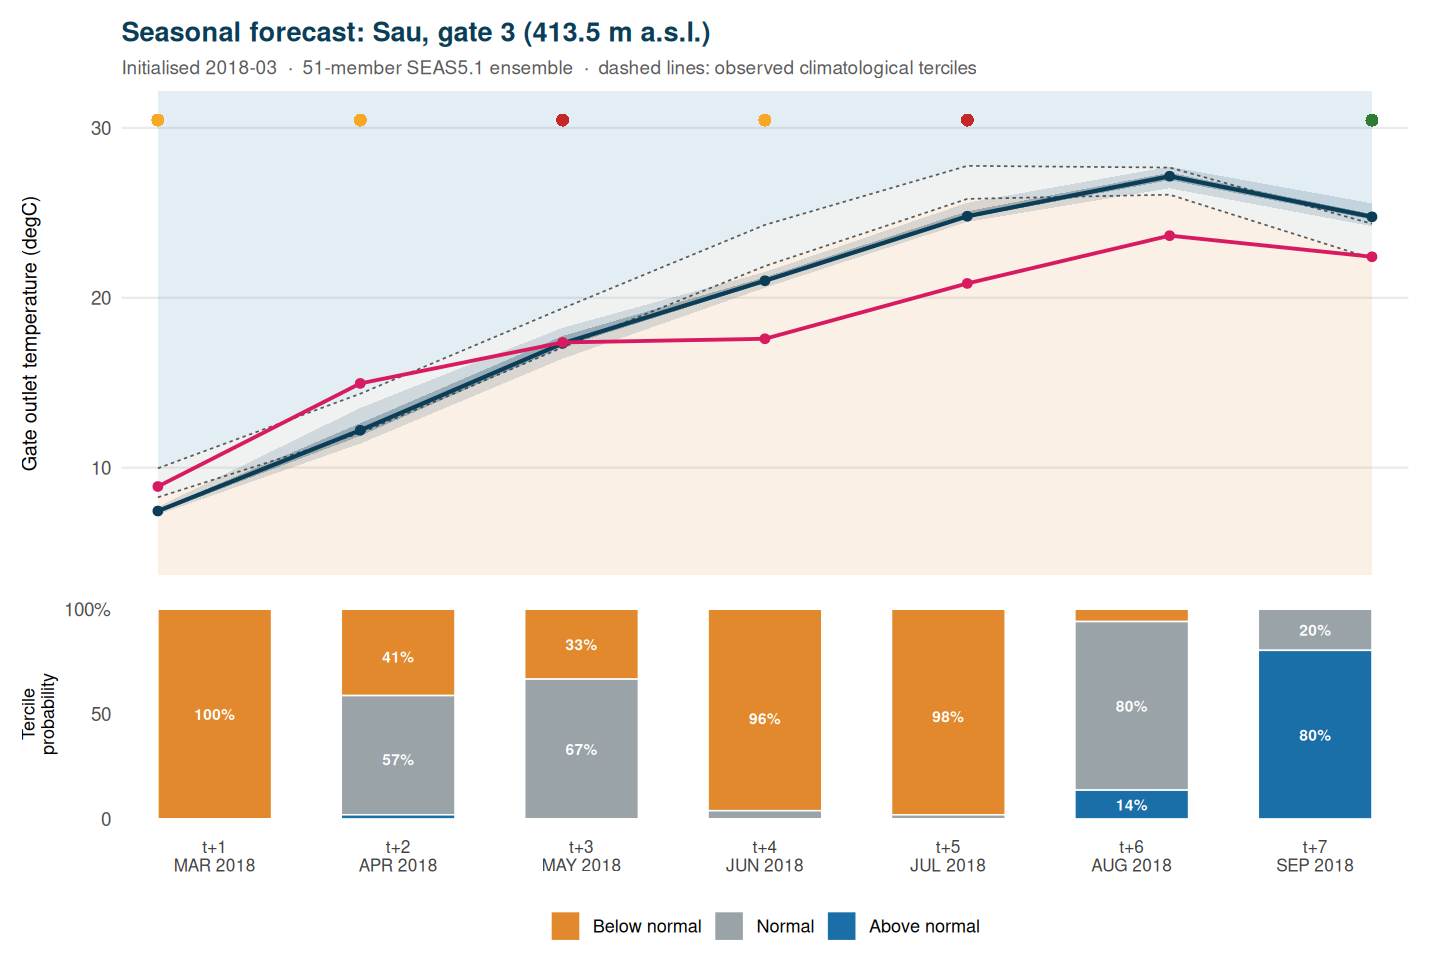 Seasonal forecast: Sau, gate 3 (413.5 m a.s.l.)
Initialised 2018-03 · 51-member SEAS5.1 ensemble · dashed lines: observed climatological terciles
Gate outlet temperature (degC)
30
20
10
Tercile
probability
100%
50
0
100%
41%
57%
33%
67%
96%
98%
80%
14%
20%
80%
t+1
MAR 2018
t+2
APR 2018
t+3
MAY 2018
t+4
JUN 2018
t+5
JUL 2018
t+6
AUG 2018
t+7
SEP 2018
Below normal
Normal
Above normal